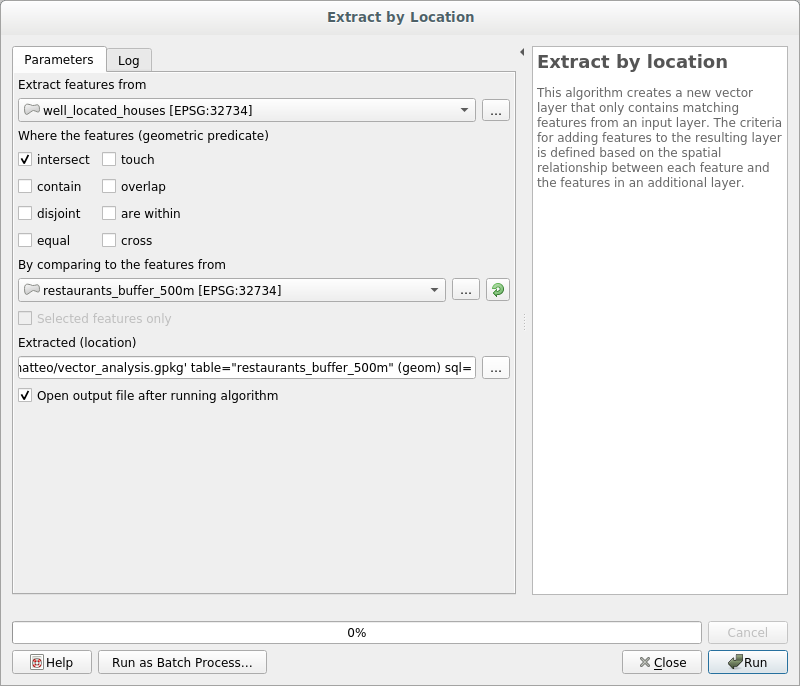 Extract by Location
Parameters
Log
Extract features from
well_located_houses [EPSG:32734]
...
Where the features (geometric predicate)
intersect
touch
contain
overlap
disjoint
are within
equal
cross
By comparing to the features from
restaurants_buffer_500m [EPSG:32734]
...
Selected features only
Extracted (location)
atteo/vector_analysis.gpkg' table="restaurants_buffer_500m" (geom) sql=
...
Open output file after running algorithm
Extract by location
This algorithm creates a new vector
layer that only contains matching
features from an input layer. The criteria
for adding features to the resulting layer
is defined based on the spatial
relationship between each feature and
the features in an additional layer.
0%
Cancel
Help
Run as Batch Process...
Close
Run